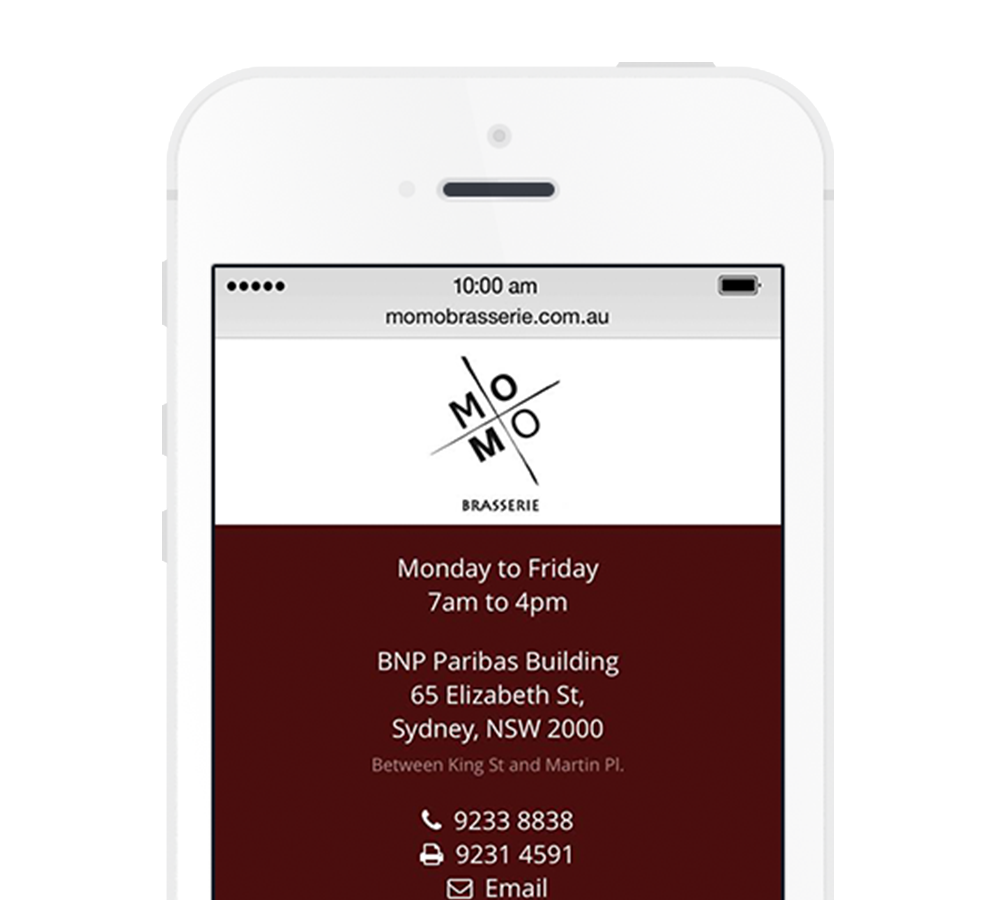 10:00 am
momobrasserie.com.au
MO
MO
BRASSERIE
Monday to Friday
7am to 4pm
BNP Paribas Building
65 Elizabeth St,
Sydney, NSW 2000
Between King St and Martin Pl.
9233 8838
9231 4591
Email